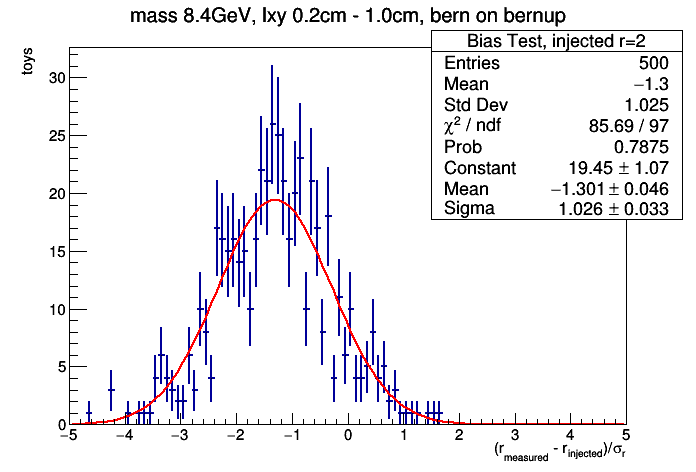 mass 8.4GeV, lxy 0.2cm - 1.0cm, bern on bernup
Bias Test, injected r=2
Entries 500
Mean −1.3
Std Dev 1.025
χ² / ndf 85.69 / 97
Prob 0.7875
Constant 19.45 ± 1.07
Mean −1.301 ± 0.046
Sigma 1.026 ± 0.033
toys
30
25
20
15
10
5
0
−5 −4 −3 −2 −1 0 1 2 3 4 5
(r_measured - r_injected)/σ_r